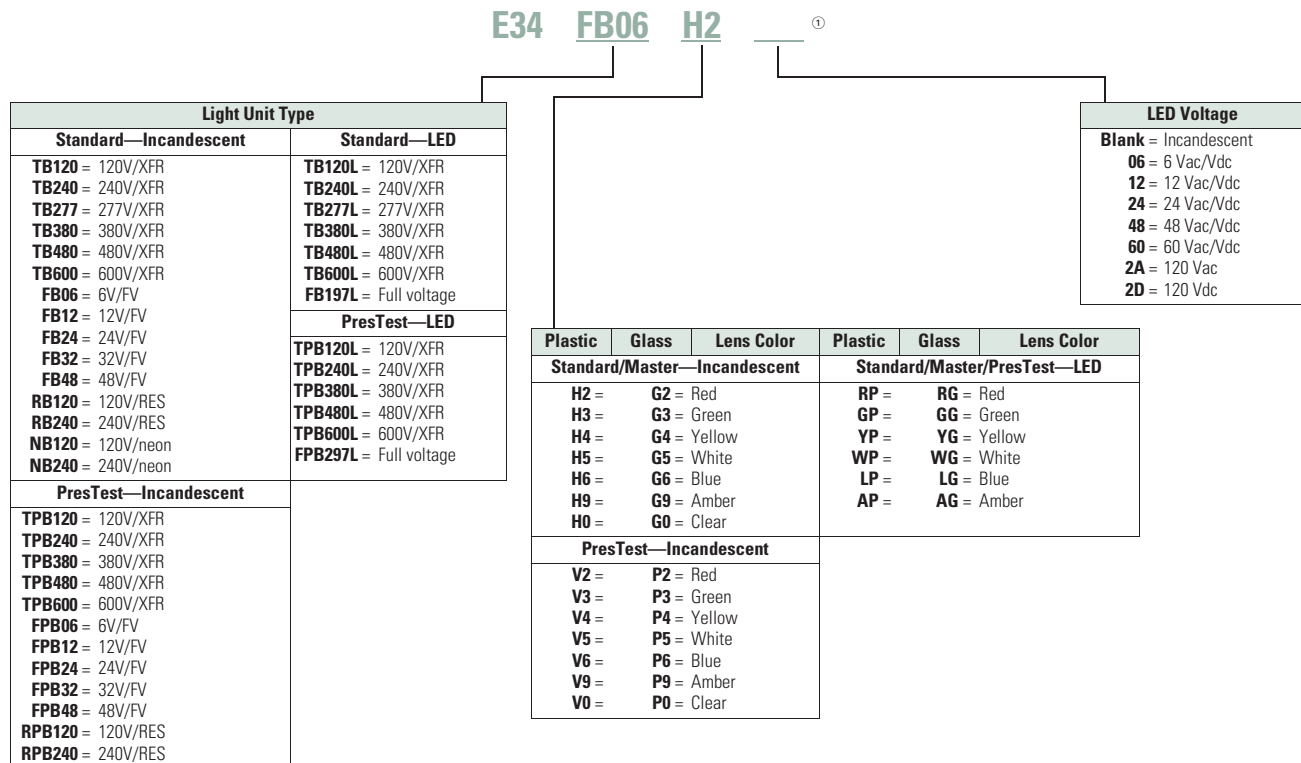 E34 FB06 H2 ___ ①
Light Unit Type
Standard—Incandescent
TB120 = 120V/XFR
TB240 = 240V/XFR
TB277 = 277V/XFR
TB380 = 380V/XFR
TB480 = 480V/XFR
TB600 = 600V/XFR
FB06 = 6V/FV
FB12 = 12V/FV
FB24 = 24V/FV
FB32 = 32V/FV
FB48 = 48V/FV
RB120 = 120V/RES
RB240 = 240V/RES
NB120 = 120V/neon
NB240 = 240V/neon
PresTest—Incandescent
TPB120 = 120V/XFR
TPB240 = 240V/XFR
TPB380 = 380V/XFR
TPB480 = 480V/XFR
TPB600 = 600V/XFR
FPB06 = 6V/FV
FPB12 = 12V/FV
FPB24 = 24V/FV
FPB32 = 32V/FV
FPB48 = 48V/FV
RPB120 = 120V/RES
RPB240 = 240V/RES
Standard—LED
TB120L = 120V/XFR
TB240L = 240V/XFR
TB277L = 277V/XFR
TB380L = 380V/XFR
TB480L = 480V/XFR
TB600L = 600V/XFR
FB197L = Full voltage
PresTest—LED
TPB120L = 120V/XFR
TPB240L = 240V/XFR
TPB380L = 380V/XFR
TPB480L = 480V/XFR
TPB600L = 600V/XFR
FPB297L = Full voltage
Plastic Glass Lens Color
Standard/Master—Incandescent
H2 = G2 = Red
H3 = G3 = Green
H4 = G4 = Yellow
H5 = G5 = White
H6 = G6 = Blue
H9 = G9 = Amber
H0 = G0 = Clear
PresTest—Incandescent
V2 = P2 = Red
V3 = P3 = Green
V4 = P4 = Yellow
V5 = P5 = White
V6 = P6 = Blue
V9 = P9 = Amber
V0 = P0 = Clear
Plastic Glass Lens Color
Standard/Master/PresTest—LED
RP = RG = Red
GP = GG = Green
YP = YG = Yellow
WP = WG = White
LP = LG = Blue
AP = AG = Amber
LED Voltage
Blank = Incandescent
06 = 6 Vac/Vdc
12 = 12 Vac/Vdc
24 = 24 Vac/Vdc
48 = 48 Vac/Vdc
60 = 60 Vac/Vdc
2A = 120 Vac
2D = 120 Vdc